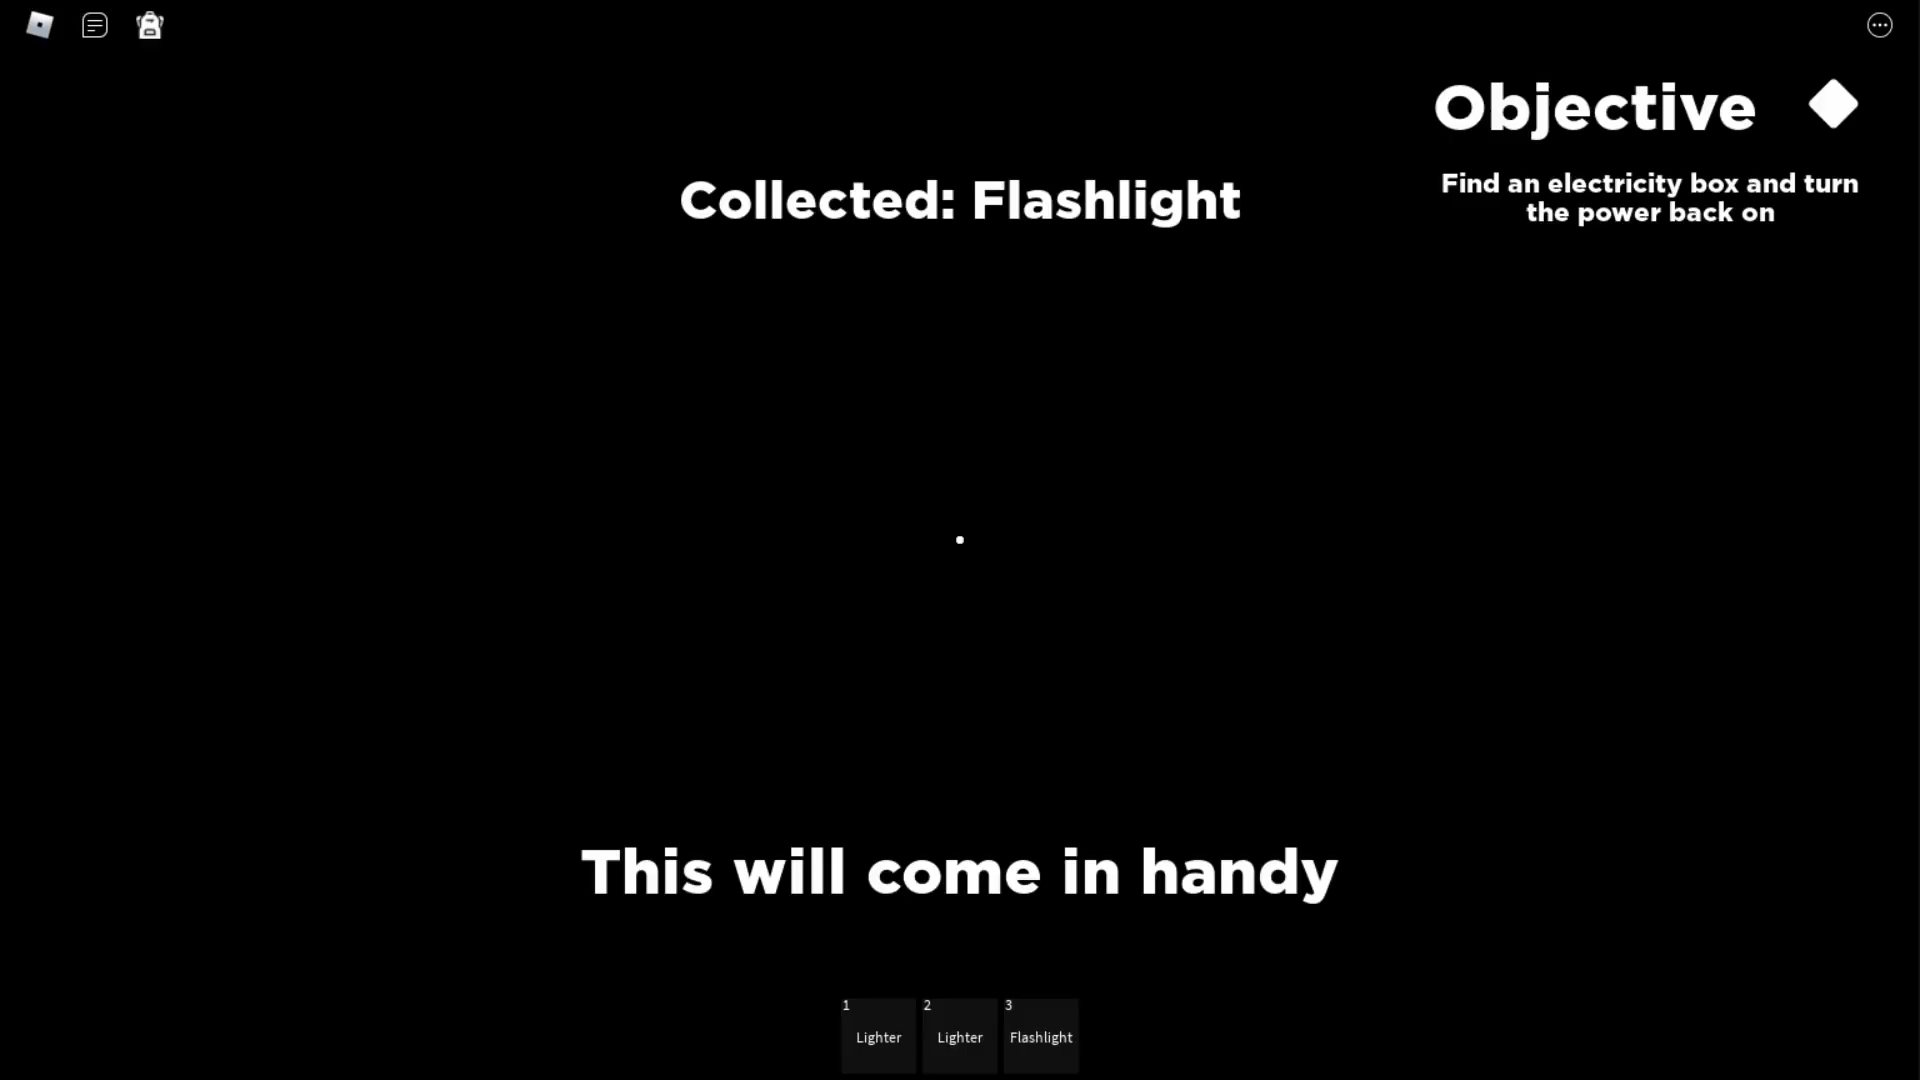 Objective
Find an electricity box and turn
the power back on
Collected: Flashlight
This will come in handy
1
Lighter
2
Lighter
3
Flashlight